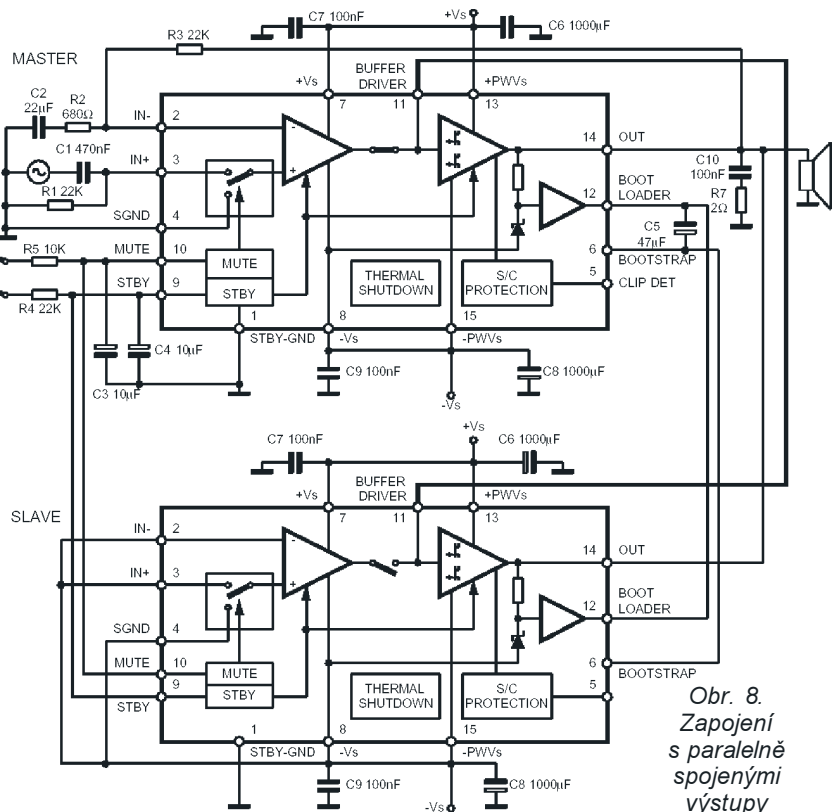 C7 100nF
+Vs
C6 1000µF
R3 22K
MASTER
+Vs
BUFFER
DRIVER
+PWVs
C2
22µF
R2
680Ω
IN-
2
7
11
13
-
14
OUT
C1 470nF
IN+
3
+
C10
100nF
R1 22K
12
BOOT
LOADER
R7
2Ω
SGND
4
C5
47µF
R5 10K
MUTE
10
MUTE
6
BOOTSTRAP
STBY
9
STBY
THERMAL
SHUTDOWN
S/C
PROTECTION
5
CLIP DET
R4 22K
1
8
15
STBY-GND
-Vs
-PWVs
C4 10µF
C9 100nF
C8 1000µF
C3 10µF
-Vs
+Vs
C7 100nF
C6 1000µF
BUFFER
DRIVER
+Vs
+PWVs
SLAVE
7
11
13
IN-
2
-
14
OUT
IN+
3
+
BOOT
LOADER
12
SGND
4
MUTE
10
MUTE
6
BOOTSTRAP
9
STBY
STBY
THERMAL
SHUTDOWN
S/C
PROTECTION
5
1
8
15
STBY-GND
-Vs
-PWVs
C9 100nF
C8 1000µF
-Vs
Obr. 8.
Zapojení
s paralelně
spojenými
výstupy